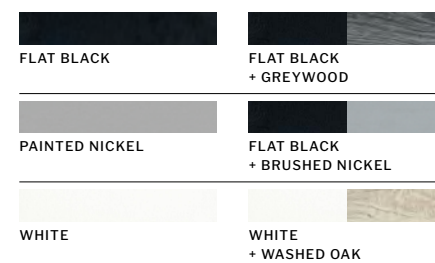 FLAT BLACK
FLAT BLACK
+ GREYWOOD
PAINTED NICKEL
FLAT BLACK
+ BRUSHED NICKEL
WHITE
WHITE
+ WASHED OAK